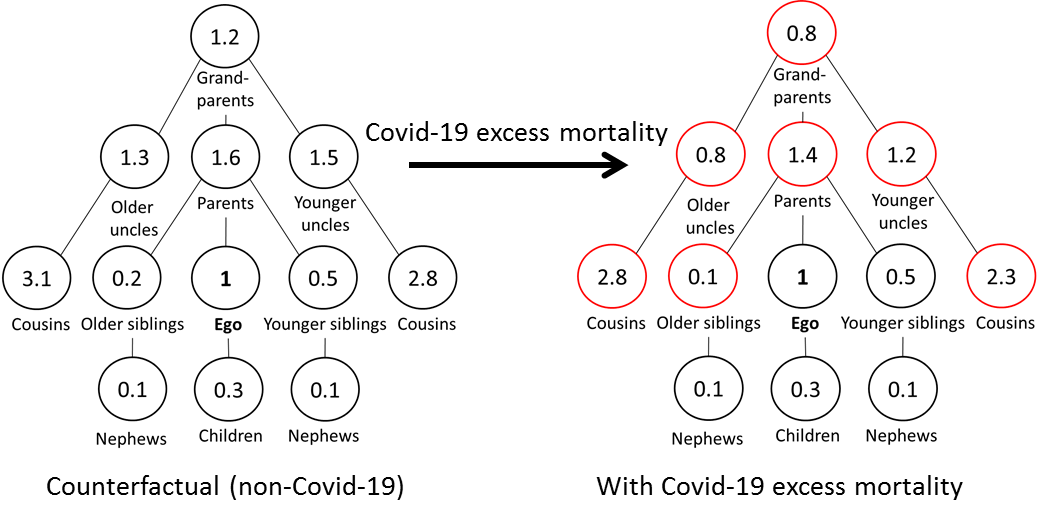 1.2
Grand-
parents
1.3
1.6
1.5
Older
uncles
Parents
Younger
uncles
3.1
0.2
1
0.5
2.8
Cousins
Older siblings
Ego
Younger siblings
Cousins
0.1
0.3
0.1
Nephews
Children
Nephews
Counterfactual (non-Covid-19)
Covid-19 excess mortality
0.8
Grand-
parents
0.8
1.4
1.2
Older
uncles
Parents
Younger
uncles
2.8
0.1
1
0.5
2.3
Cousins
Older siblings
Ego
Younger siblings
Cousins
0.1
0.3
0.1
Nephews
Children
Nephews
With Covid-19 excess mortality